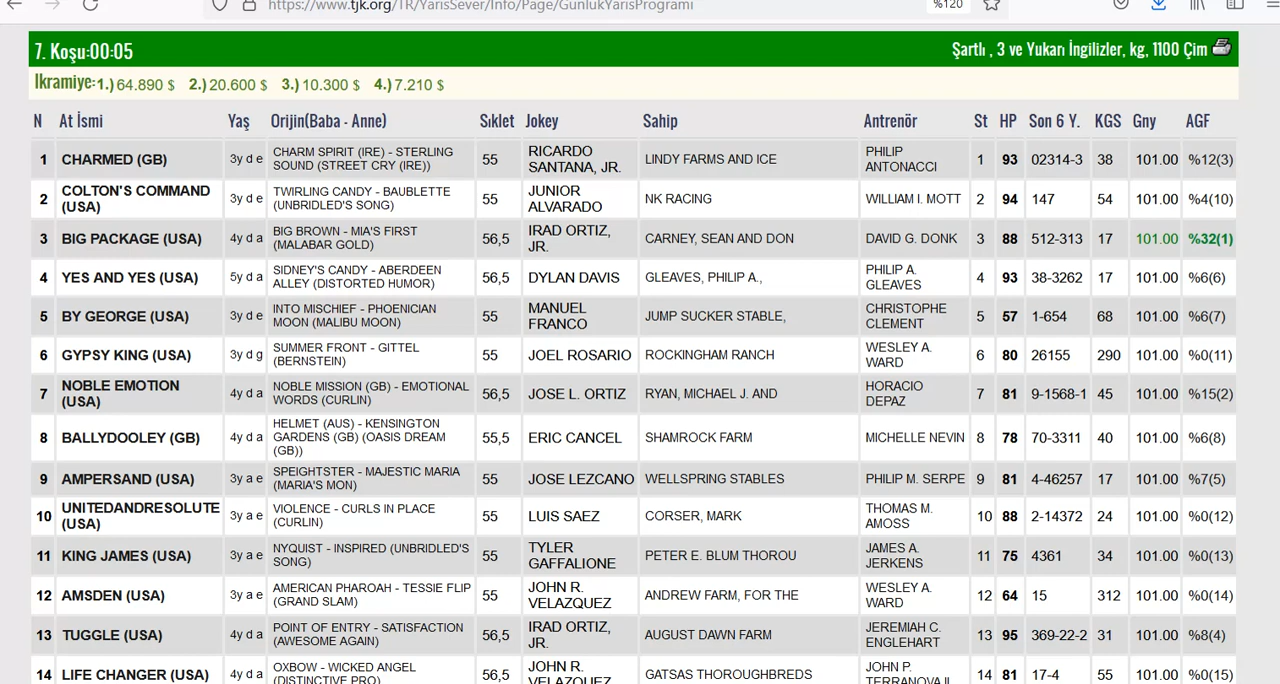 https://www.tjk.org/TR/YarisSever/Info/Page/GunlukYarisProgrami
%120
7. Koşu:00:05
Şartlı , 3 ve Yukarı İngilizler, kg, 1100 Çim
Ikramiye:1.)64.890 $ 2.)20.600 $ 3.)10.300 $ 4.)7.210 $
N At İsmi Yaş Orijin(Baba - Anne) Sıklet Jokey Sahip Antrenör St HP Son 6 Y. KGS Gny AGF
1 CHARMED (GB) 3y d e CHARM SPIRIT (IRE) - STERLING SOUND (STREET CRY (IRE)) 55 RICARDO SANTANA, JR. LINDY FARMS AND ICE PHILIP ANTONACCI 1 93 02314-3 38 101.00 %12(3)
2 COLTON'S COMMAND (USA) 3y d e TWIRLING CANDY - BAUBLETTE (UNBRIDLED'S SONG) 55 JUNIOR ALVARADO NK RACING WILLIAM I. MOTT 2 94 147 54 101.00 %4(10)
3 BIG PACKAGE (USA) 4y d a BIG BROWN - MIA'S FIRST (MALABAR GOLD) 56,5 IRAD ORTIZ, JR. CARNEY, SEAN AND DON DAVID G. DONK 3 88 512-313 17 101.00 %32(1)
4 YES AND YES (USA) 5y d a SIDNEY'S CANDY - ABERDEEN ALLEY (DISTORTED HUMOR) 56,5 DYLAN DAVIS GLEAVES, PHILIP A., PHILIP A. GLEAVES 4 93 38-3262 17 101.00 %6(6)
5 BY GEORGE (USA) 3y d e INTO MISCHIEF - PHOENICIAN MOON (MALIBU MOON) 55 MANUEL FRANCO JUMP SUCKER STABLE, CHRISTOPHE CLEMENT 5 57 1-654 68 101.00 %6(7)
6 GYPSY KING (USA) 3y d g SUMMER FRONT - GITTEL (BERNSTEIN) 55 JOEL ROSARIO ROCKINGHAM RANCH WESLEY A. WARD 6 80 26155 290 101.00 %0(11)
7 NOBLE EMOTION (USA) 4y d a NOBLE MISSION (GB) - EMOTIONAL WORDS (CURLIN) 56,5 JOSE L. ORTIZ RYAN, MICHAEL J. AND HORACIO DEPAZ 7 81 9-1568-1 45 101.00 %15(2)
8 BALLYDOOLEY (GB) 4y d a HELMET (AUS) - KENSINGTON GARDENS (GB) (OASIS DREAM (GB)) 55,5 ERIC CANCEL SHAMROCK FARM MICHELLE NEVIN 8 78 70-3311 40 101.00 %6(8)
9 AMPERSAND (USA) 3y a e SPEIGHTSTER - MAJESTIC MARIA (MARIA'S MON) 55 JOSE LEZCANO WELLSPRING STABLES PHILIP M. SERPE 9 81 4-46257 17 101.00 %7(5)
10 UNITEDANDRESOLUTE (USA) 3y a e VIOLENCE - CURLS IN PLACE (CURLIN) 55 LUIS SAEZ CORSER, MARK THOMAS M. AMOSS 10 88 2-14372 24 101.00 %0(12)
11 KING JAMES (USA) 3y a e NYQUIST - INSPIRED (UNBRIDLED'S SONG) 55 TYLER GAFFALIONE PETER E. BLUM THOROU JAMES A. JERKENS 11 75 4361 34 101.00 %0(13)
12 AMSDEN (USA) 3y a e AMERICAN PHAROAH - TESSIE FLIP (GRAND SLAM) 55 JOHN R. VELAZQUEZ ANDREW FARM, FOR THE WESLEY A. WARD 12 64 15 312 101.00 %0(14)
13 TUGGLE (USA) 4y d a POINT OF ENTRY - SATISFACTION (AWESOME AGAIN) 56,5 IRAD ORTIZ, JR. AUGUST DAWN FARM JEREMIAH C. ENGLEHART 13 95 369-22-2 31 101.00 %8(4)
14 LIFE CHANGER (USA) 4y d a OXBOW - WICKED ANGEL (DISTINCTIVE PRO) 56,5 JOHN R. VELAZQUEZ GATSAS THOROUGHBREDS JOHN P. TERRANOVA II 14 81 17-4 55 101.00 %0(15)